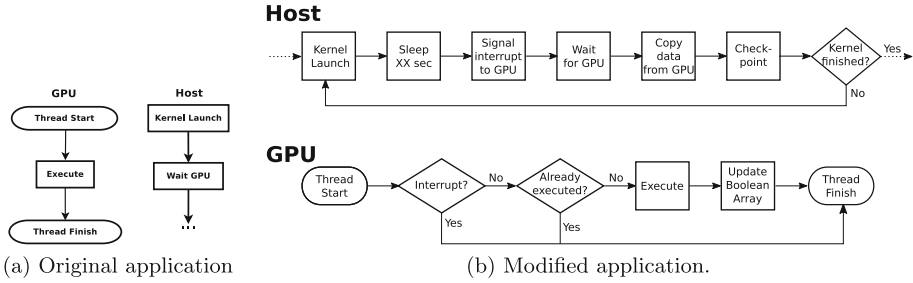 GPU
Thread Start
Execute
Thread Finish
Host
Kernel Launch
Wait GPU
...
(a) Original application
Host
Kernel
Launch
Sleep
XX sec
Signal
interrupt
to GPU
Wait
for GPU
Copy
data
from GPU
Check-
point
Kernel
finished?
Yes
No
GPU
Thread
Start
Interrupt?
No
Yes
Already
executed?
No
Yes
Execute
Update
Boolean
Array
Thread
Finish
(b) Modified application.